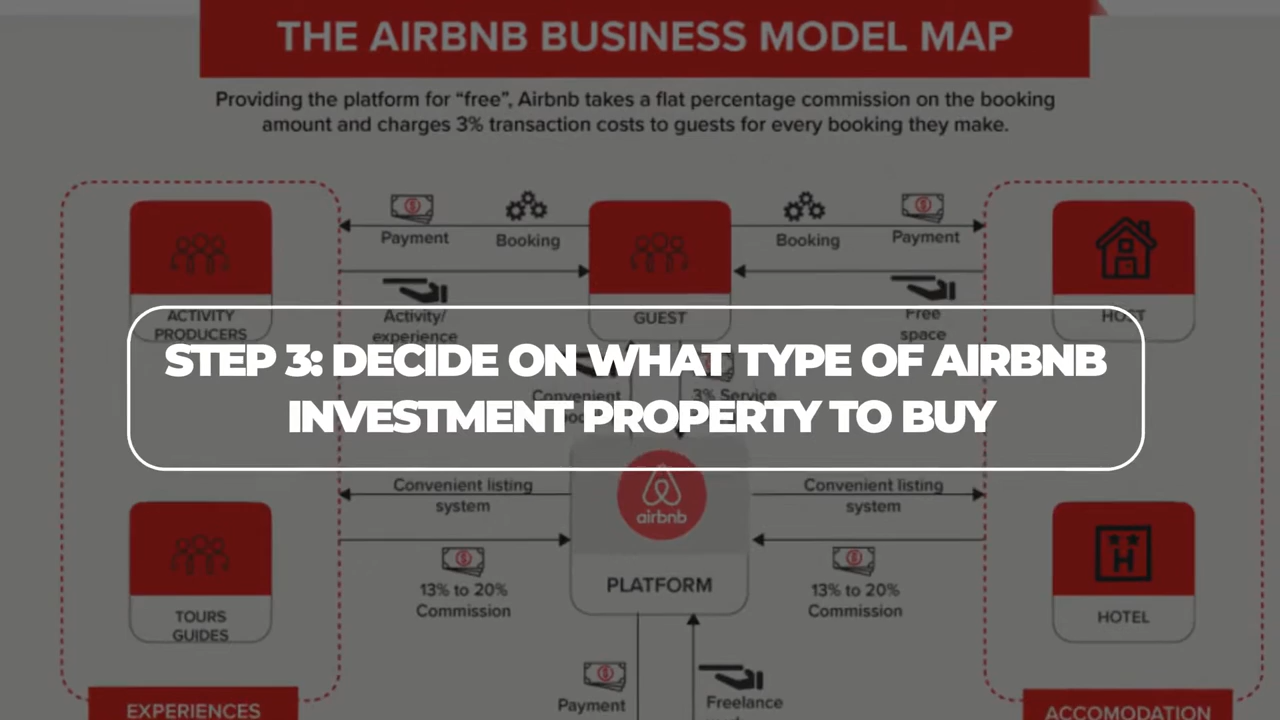 THE AIRBNB BUSINESS MODEL MAP
Providing the platform for “free”, Airbnb takes a flat percentage commission on the booking
amount and charges 3% transaction costs to guests for every booking they make.
Payment
Booking
Booking
Payment
ACTIVITY
PRODUCERS
Activity/
experience
GUEST
Free
space
HOST
STEP 3: DECIDE ON WHAT TYPE OF AIRBNB
INVESTMENT PROPERTY TO BUY
Convenient
3% Service
Convenient listing
system
airbnb
Convenient listing
system
13% to 20%
Commission
PLATFORM
13% to 20%
Commission
TOURS
GUIDES
HOTEL
Payment
Freelance
EXPERIENCES
ACCOMODATION